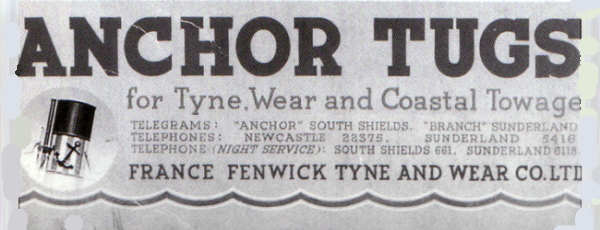 ANCHOR TUGS
for Tyne, Wear and Coastal Towage
TELEGRAMS: "ANCHOR" SOUTH SHIELDS. "BRANCH" SUNDERLAND
TELEPHONES: NEWCASTLE 22375. SUNDERLAND 5416
TELEPHONE (NIGHT SERVICE): SOUTH SHIELDS 661. SUNDERLAND 6118.
FRANCE FENWICK TYNE AND WEAR CO. LTD